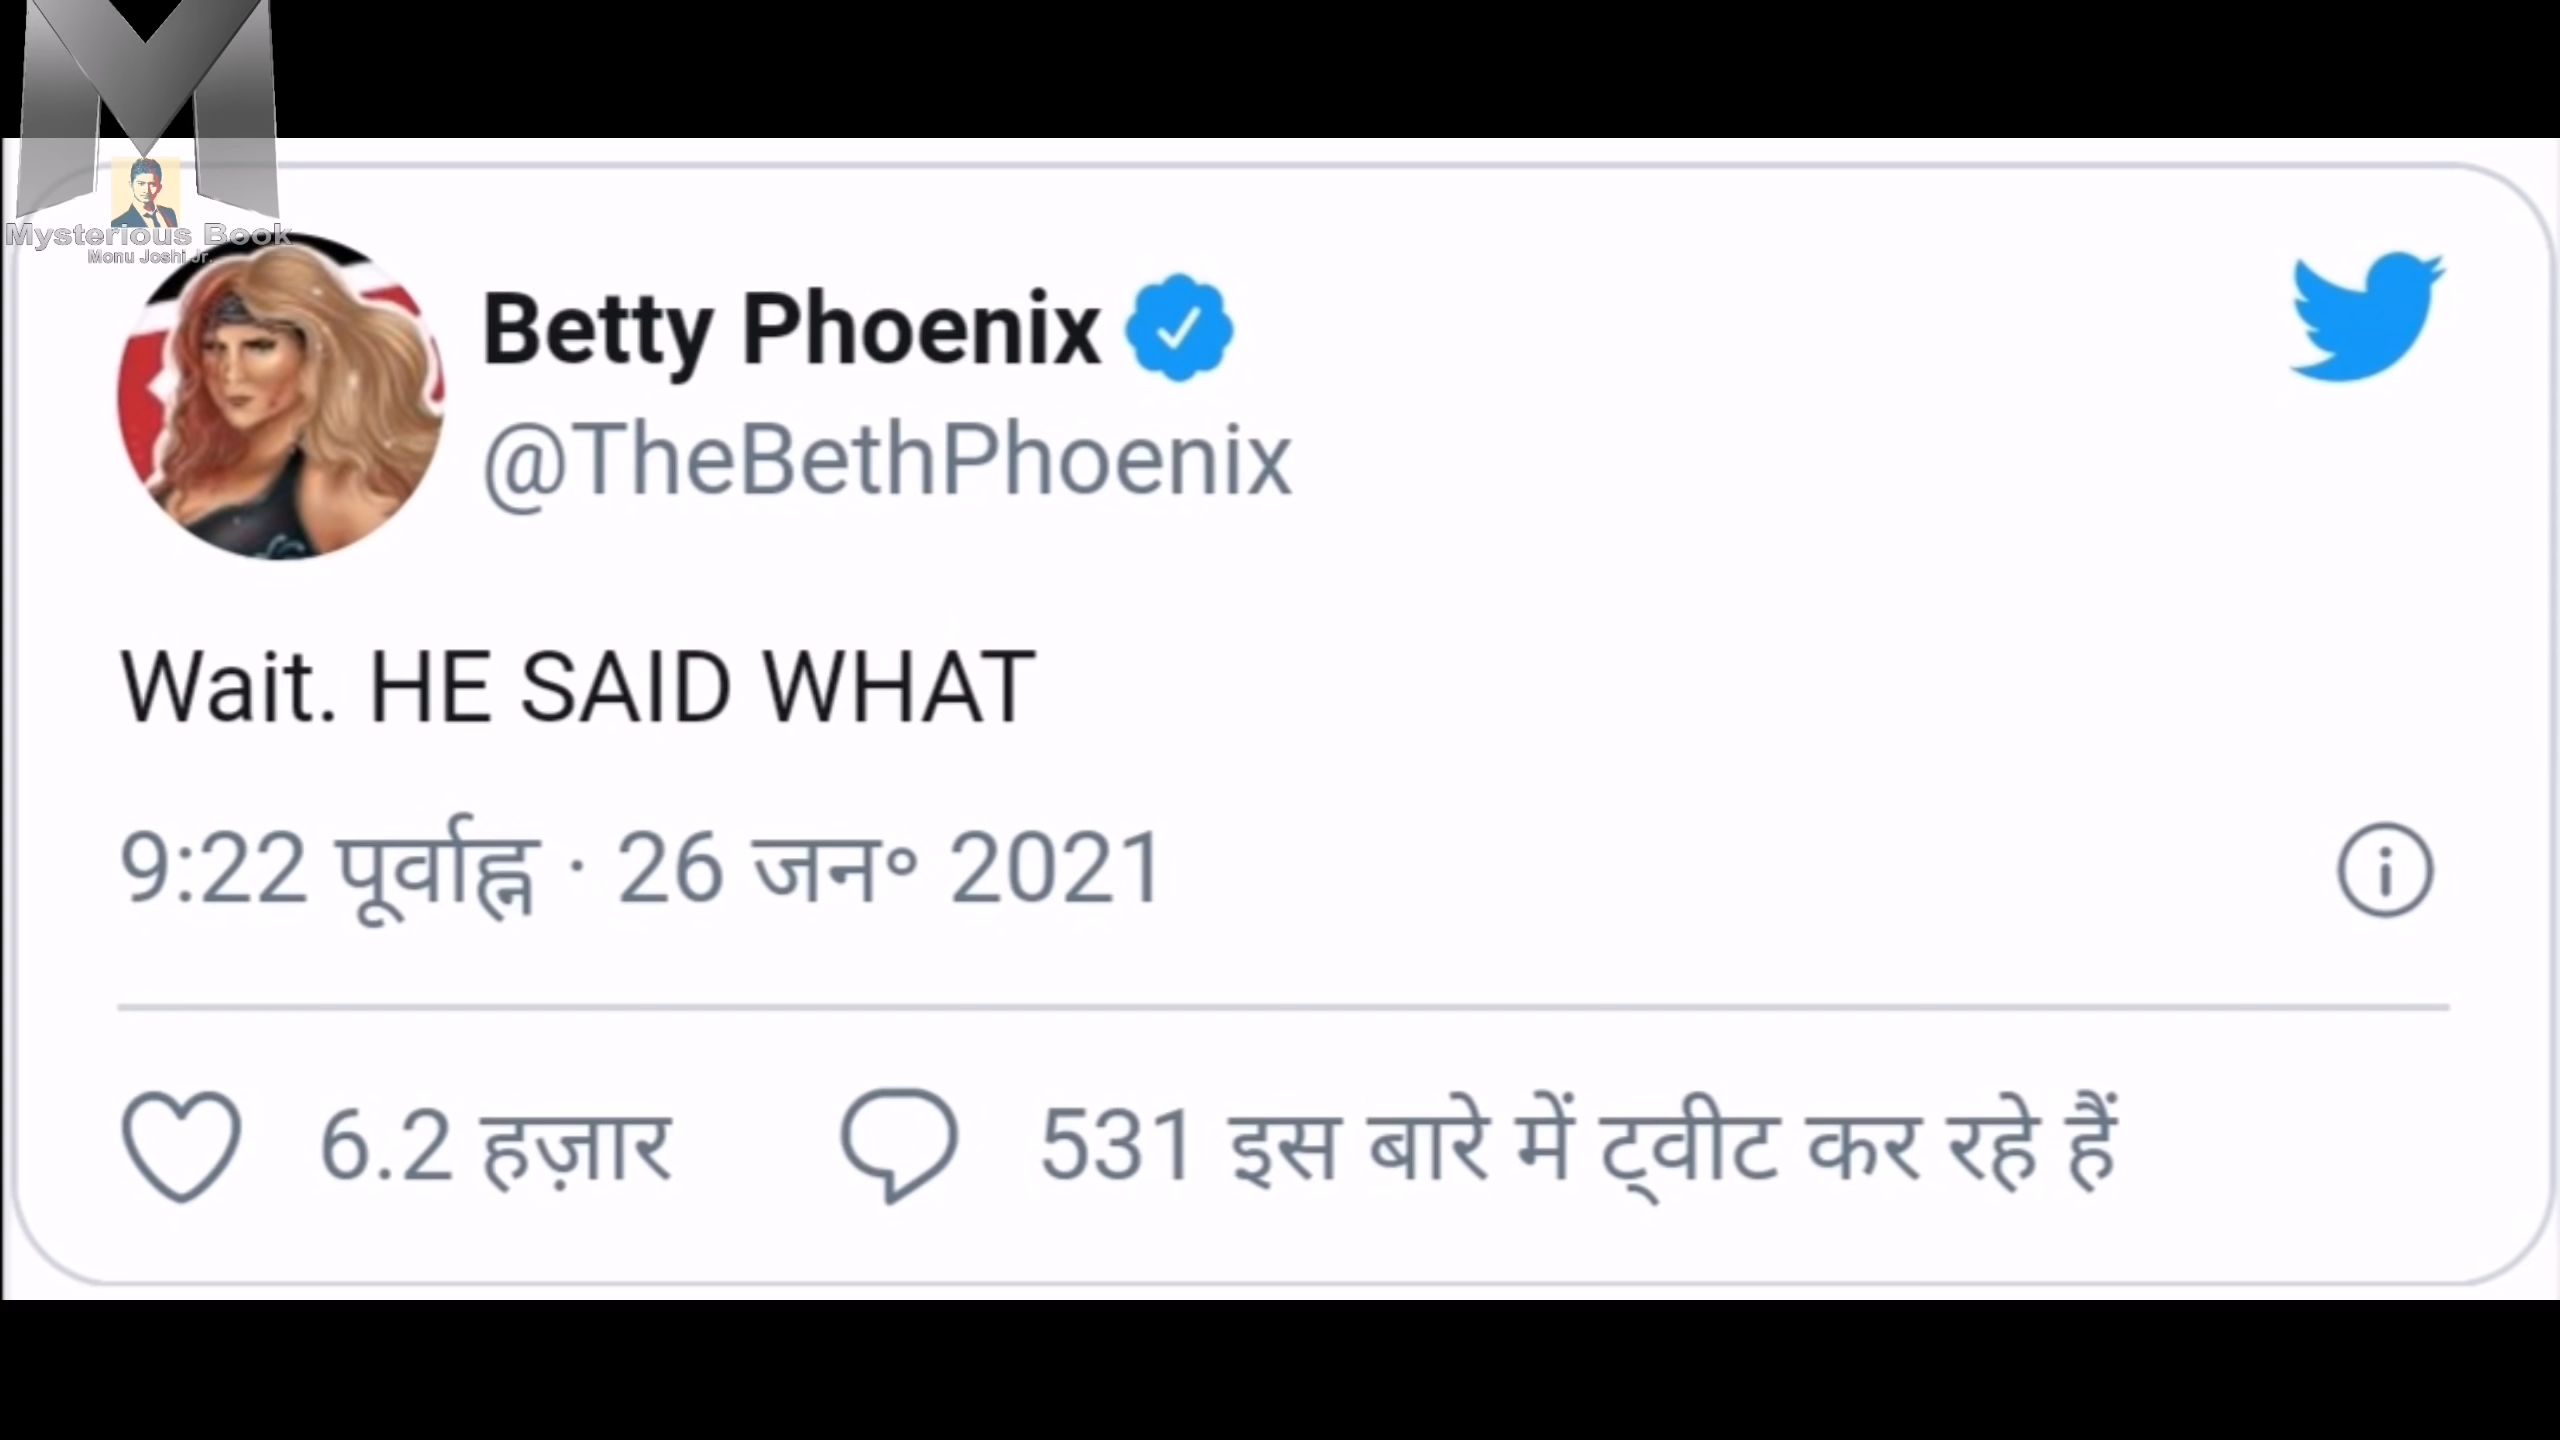 Mysterious Book
Monu Joshi Jr.
Betty Phoenix
@TheBethPhoenix
Wait. HE SAID WHAT
9:22 पूर्वाह्न · 26 जन॰ 2021
6.2 हज़ार
531 इस बारे में ट्वीट कर रहे हैं